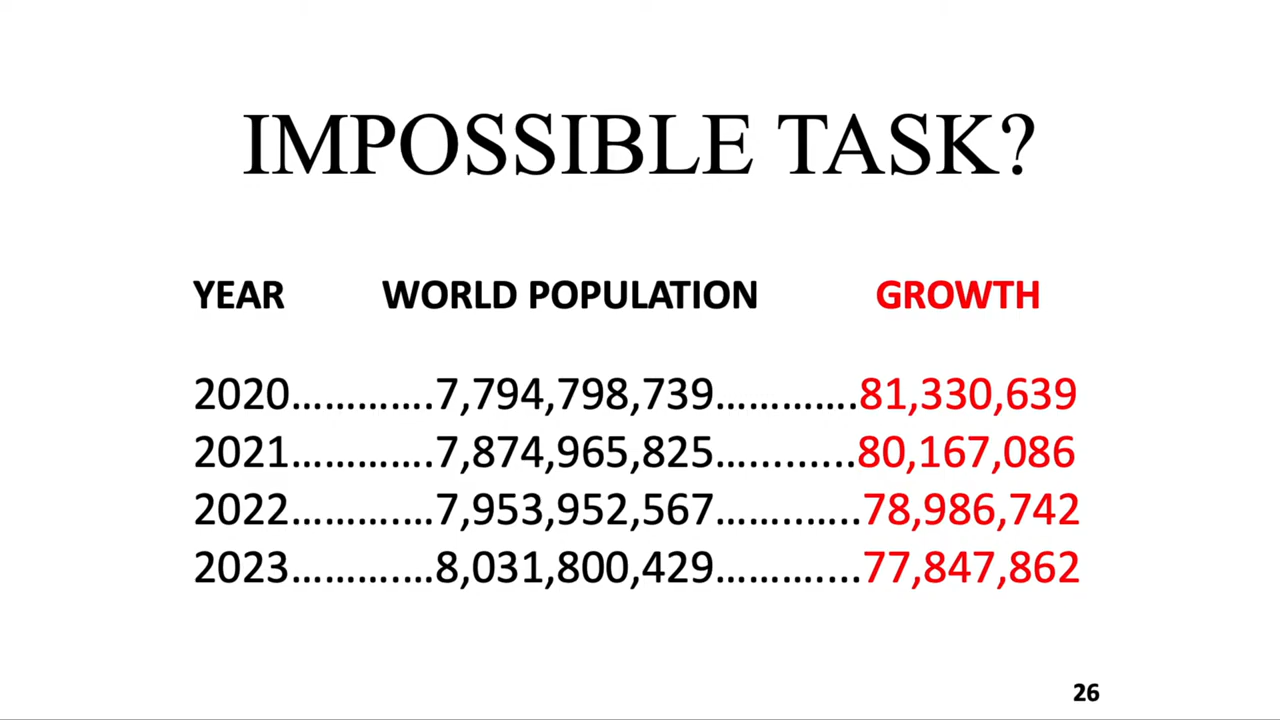 IMPOSSIBLE TASK?
YEAR WORLD POPULATION GROWTH
2020………….7,794,798,739………….81,330,639
2021………….7,874,965,825…........80,167,086
2022……….…7,953,952,567……..…..78,986,742
2023……….…8,031,800,429………....77,847,862
26